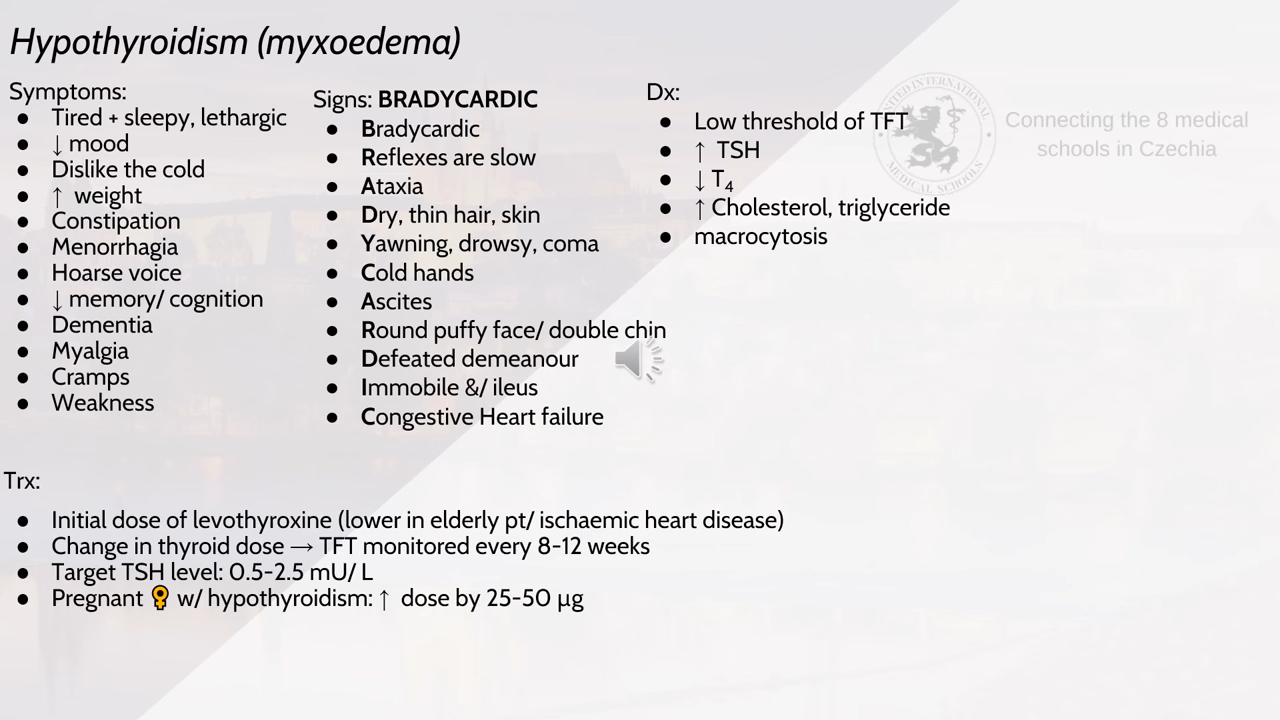 Hypothyroidism (myxoedema)
Symptoms:
● Tired + sleepy, lethargic
● ↓ mood
● Dislike the cold
● ↑ weight
● Constipation
● Menorrhagia
● Hoarse voice
● ↓ memory/ cognition
● Dementia
● Myalgia
● Cramps
● Weakness
Signs: BRADYCARDIC
● Bradycardic
● Reflexes are slow
● Ataxia
● Dry, thin hair, skin
● Yawning, drowsy, coma
● Cold hands
● Ascites
● Round puffy face/ double chin
● Defeated demeanour
● Immobile &/ ileus
● Congestive Heart failure
Dx:
● Low threshold of TFT
● ↑ TSH
● ↓ T₄
● ↑ Cholesterol, triglyceride
● macrocytosis
UNITED INTERNATIONAL
MEDICAL SCHOOLS
Connecting the 8 medical
schools in Czechia
Trx:
● Initial dose of levothyroxine (lower in elderly pt/ ischaemic heart disease)
● Change in thyroid dose → TFT monitored every 8-12 weeks
● Target TSH level: 0.5-2.5 mU/ L
● Pregnant ♀ w/ hypothyroidism: ↑ dose by 25-50 µg